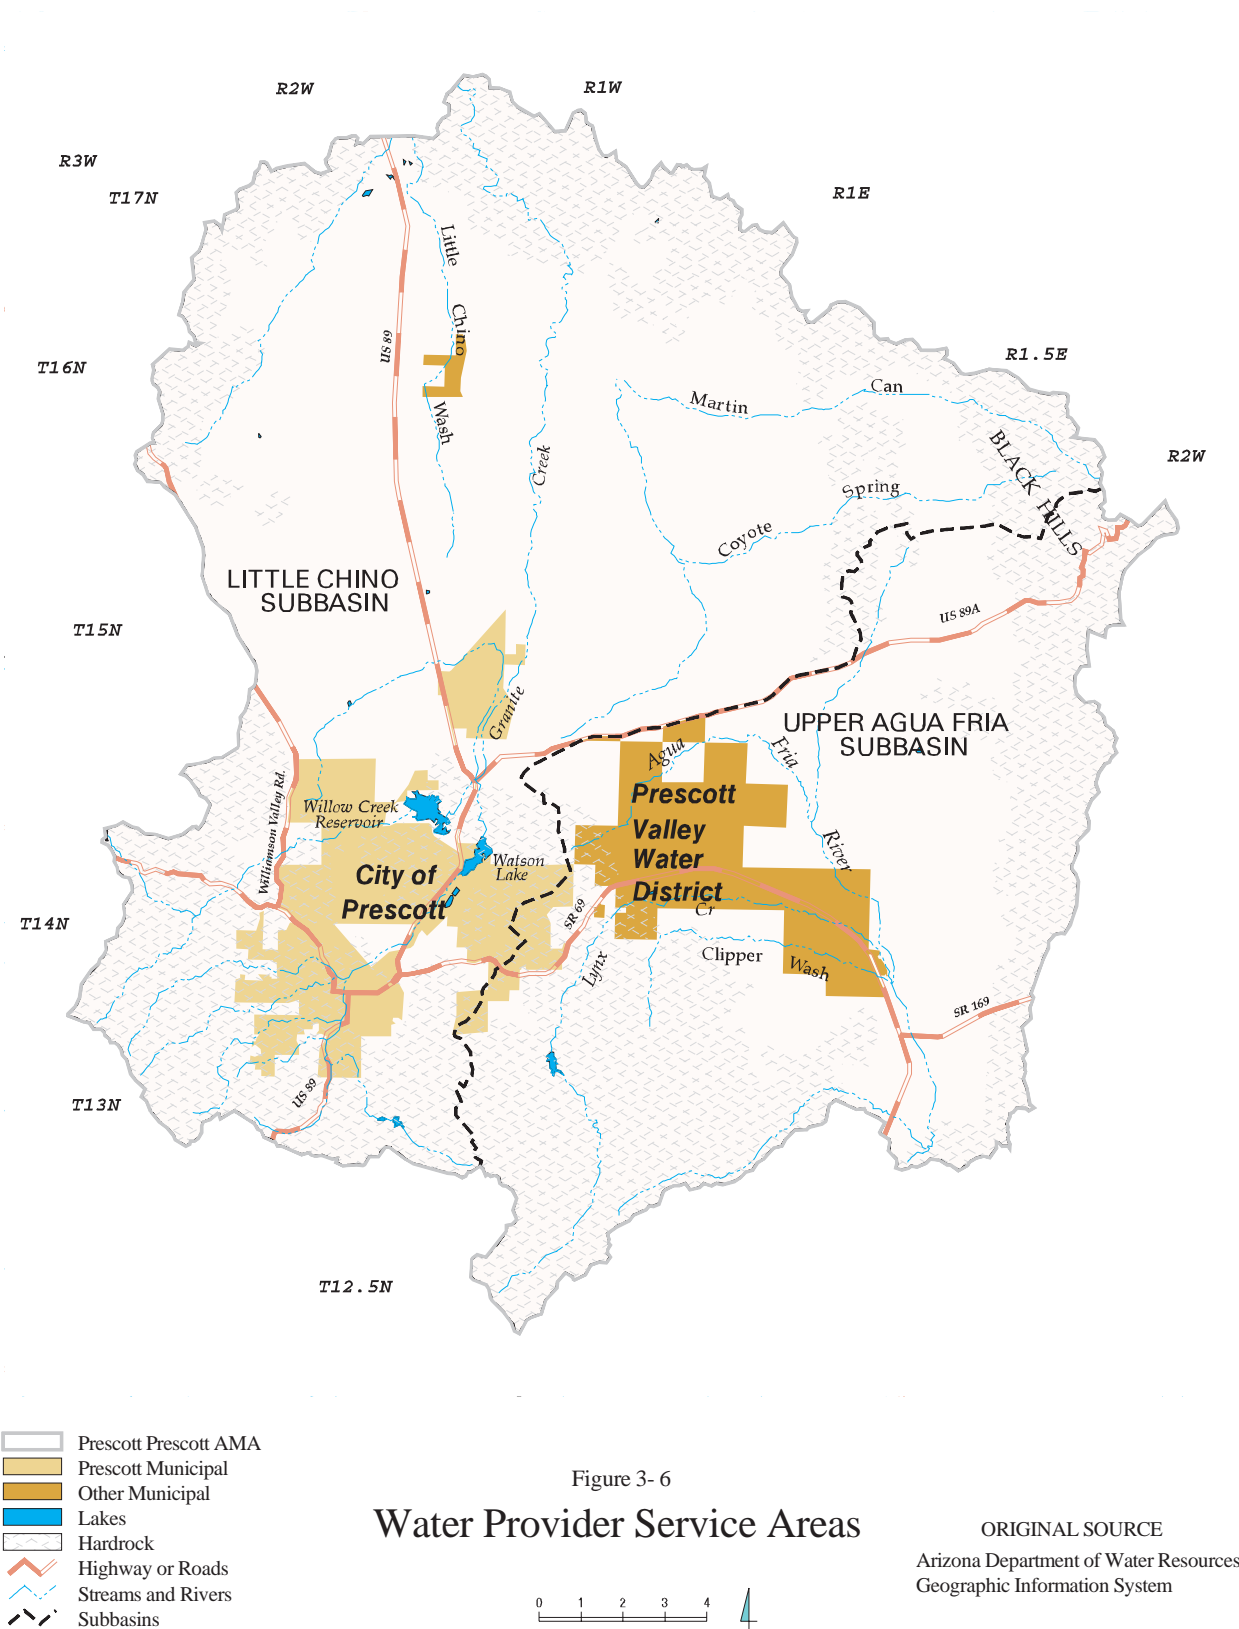 R2W
R1W
R3W
T17N
R1E
Little
Chino
US 89
R1.5E
T16N
Can
Martin
Wash
BLACK HILLS
R2W
Creek
Spring
Coyote
LITTLE CHINO
SUBBASIN
US 89A
T15N
Granite
UPPER AGUA FRIA
SUBBASIN
Agua
Fria
Williamson Valley Rd.
Prescott
Valley
Water
District
Willow Creek
Reservoir
River
Watson
Lake
City of
Prescott
SR 69
Cr
T14N
Lynx
Clipper
Wash
SR 169
US 89
T13N
T12.5N
Prescott Prescott AMA
Prescott Municipal
Other Municipal
Lakes
Hardrock
Highway or Roads
Streams and Rivers
Subbasins
Figure 3- 6
Water Provider Service Areas
0 1 2 3 4
ORIGINAL SOURCE
Arizona Department of Water Resources
Geographic Information System